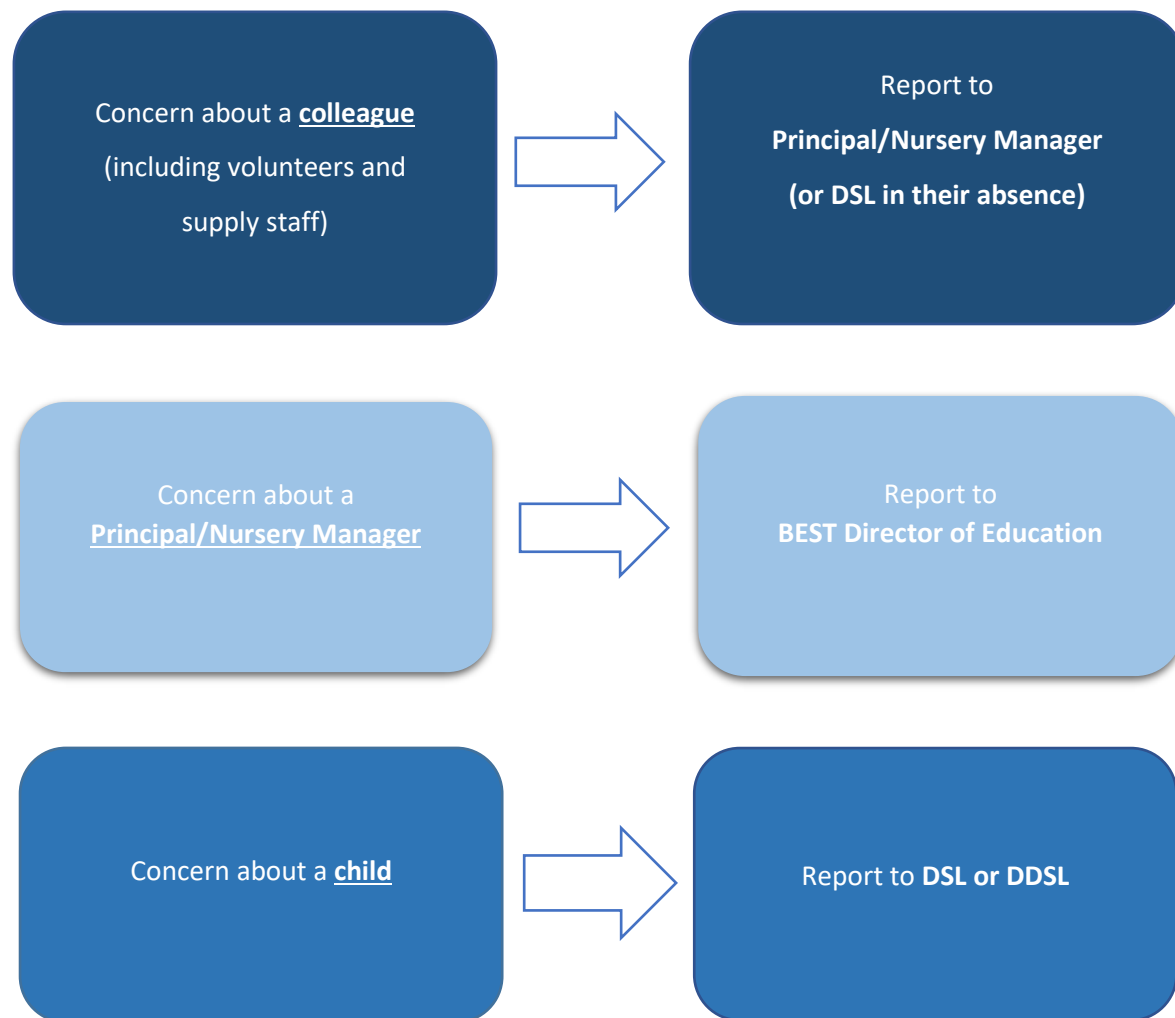 Concern about a colleague
(including volunteers and
supply staff)
Report to
Principal/Nursery Manager
(or DSL in their absence)
Concern about a
Principal/Nursery Manager
Report to
BEST Director of Education
Concern about a child
Report to DSL or DDSL